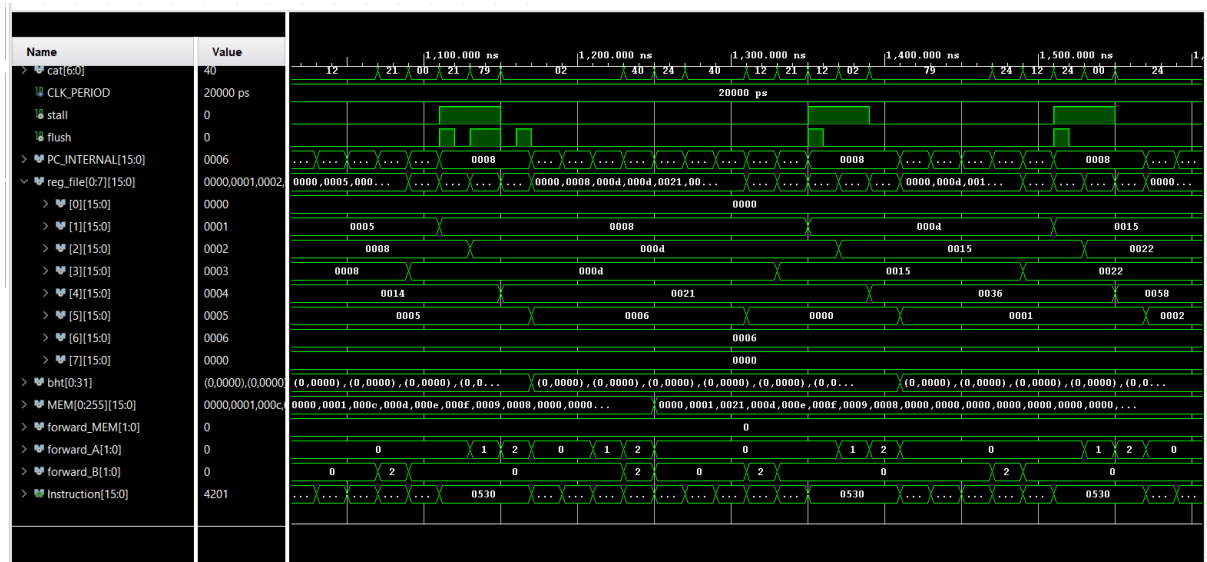 Name Value
1,100.000 ns 1,200.000 ns 1,300.000 ns 1,400.000 ns 1,500.000 ns 1,
cat[6:0] 40 12 21 00 21 79 02 40 24 40 12 21 12 02 79 24 12 24 00 24
CLK_PERIOD 20000 ps 20000 ps
stall 0
flush 0
PC_INTERNAL[15:0] 0006 ... ... ... ... ... 0008 ... ... ... ... ... ... ... ... ... 0008 ... ... ... ... ... 0008 ... ...
reg_file[0:7][15:0] 0000,0001,0002, 0000,0005,000... ... ... ... ... 0000,0008,000d,000d,0021,00... ... ... ... ... ... 0000,000d,001... ... ... ... ... 0000...
[0][15:0] 0000 0000
[1][15:0] 0001 0005 0008 000d 0015
[2][15:0] 0002 0008 000d 0015 0022
[3][15:0] 0003 0008 000d 0015 0022
[4][15:0] 0004 0014 0021 0036 0058
[5][15:0] 0005 0005 0006 0000 0001 0002
[6][15:0] 0006 0006
[7][15:0] 0000 0000
bht[0:31] (0,0000),(0,0000) (0,0000),(0,0000),(0,0000),(0,0... (0,0000),(0,0000),(0,0000),(0,0000),(0,0... (0,0000),(0,0000),(0,0000),(0,0...
MEM[0:255][15:0] 0000,0001,000c, 0000,0001,000c,000d,000e,000f,0009,0008,0000,0000... 0000,0001,0021,000d,000e,000f,0009,0008,0000,0000,0000,0000,0000,0000,...
forward_MEM[1:0] 0 0
forward_A[1:0] 0 0 1 2 0 1 2 0 1 2 0 1 2 0
forward_B[1:0] 0 0 2 0 2 0 2 0 2 0
Instruction[15:0] 4201 ... ... ... ... ... 0530 ... ... ... ... ... ... ... ... ... 0530 ... ... ... ... ... 0530 ... ...